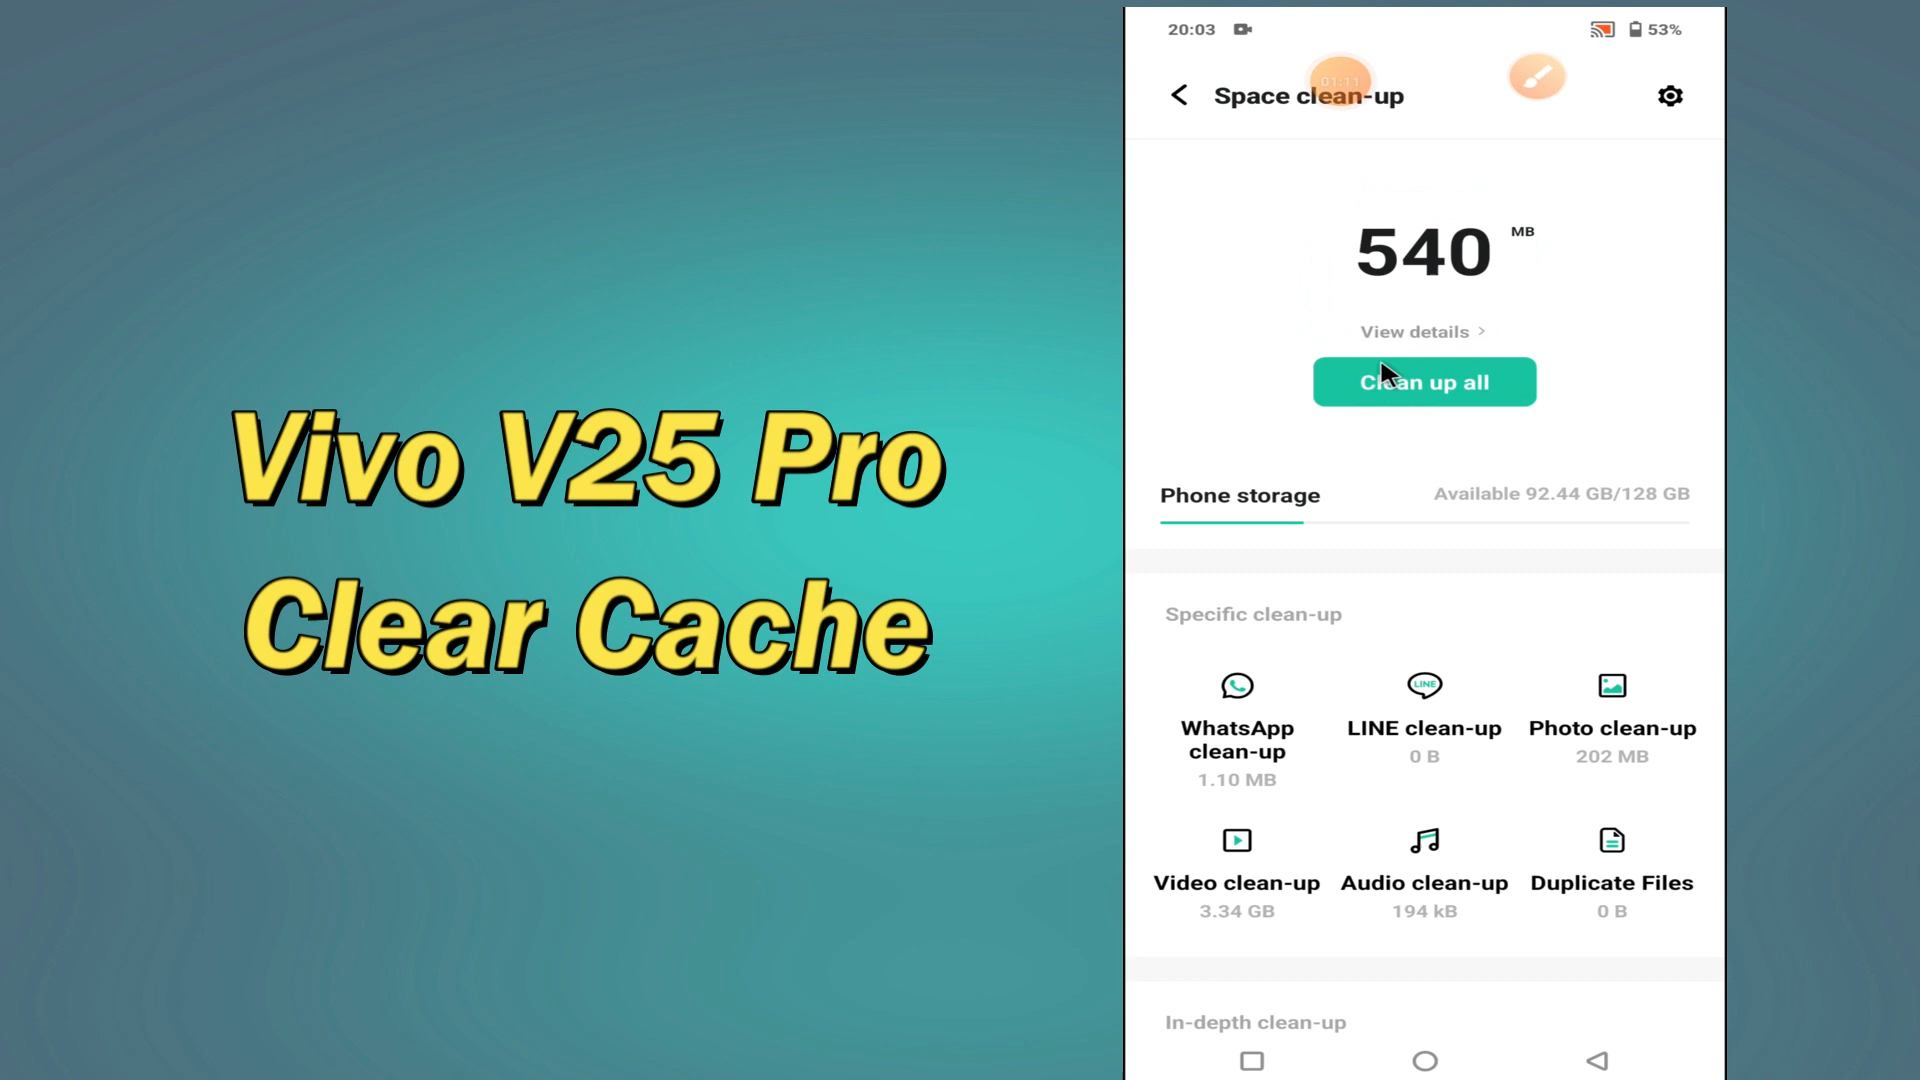 Vivo V25 Pro
Clear Cache
20:03
53%
01:11
Space clean-up
540 MB
View details >
Clean up all
Phone storage
Available 92.44 GB/128 GB
Specific clean-up
WhatsApp
clean-up
1.10 MB
LINE
LINE clean-up
0 B
Photo clean-up
202 MB
Video clean-up
3.34 GB
Audio clean-up
194 kB
Duplicate Files
0 B
In-depth clean-up